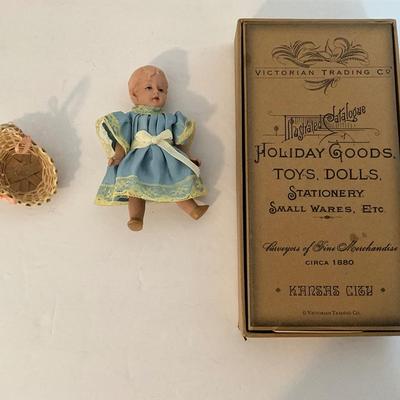 VICTORIAN TRADING CO
Illustrated Catalogue
OF
HOLIDAY GOODS,
TOYS, DOLLS,
STATIONERY
SMALL WARES, ETC.
Purveyors of Fine Merchandise
CIRCA 1880
KANSAS CITY
© VICTORIAN TRADING CO.